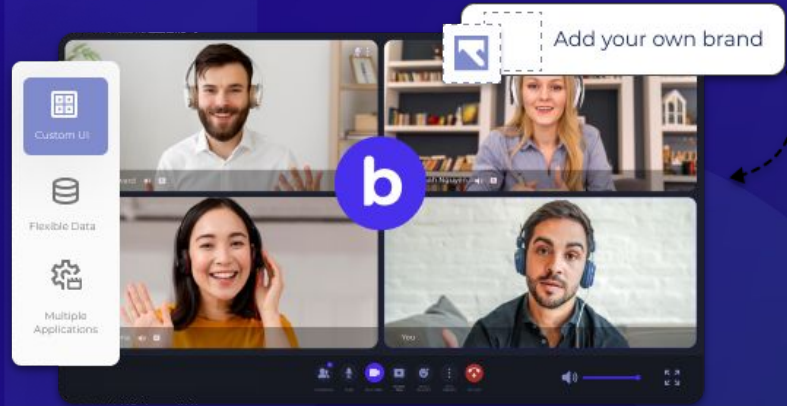 Add your own brand
Custom UI
b
Flexible Data
Multiple
Applications
You